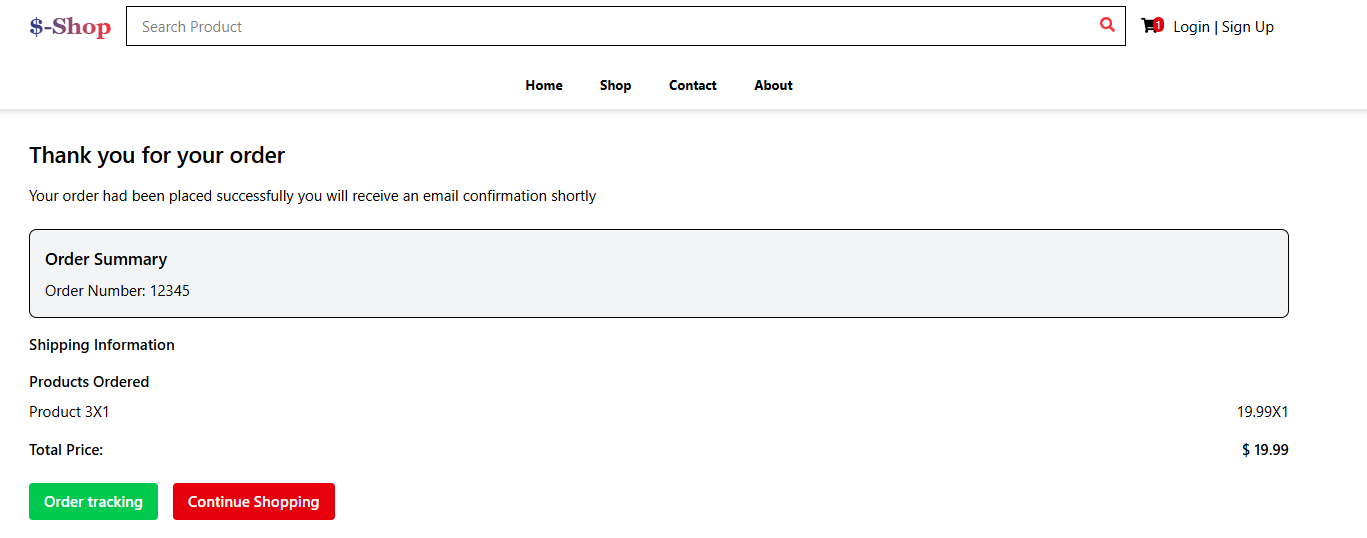 $-Shop Search Product 1 Login | Sign Up
Home Shop Contact About
Thank you for your order
Your order had been placed successfully you will receive an email confirmation shortly
Order Summary
Order Number: 12345
Shipping Information
Products Ordered
Product 3X1 19.99X1
Total Price: $ 19.99
Order tracking Continue Shopping